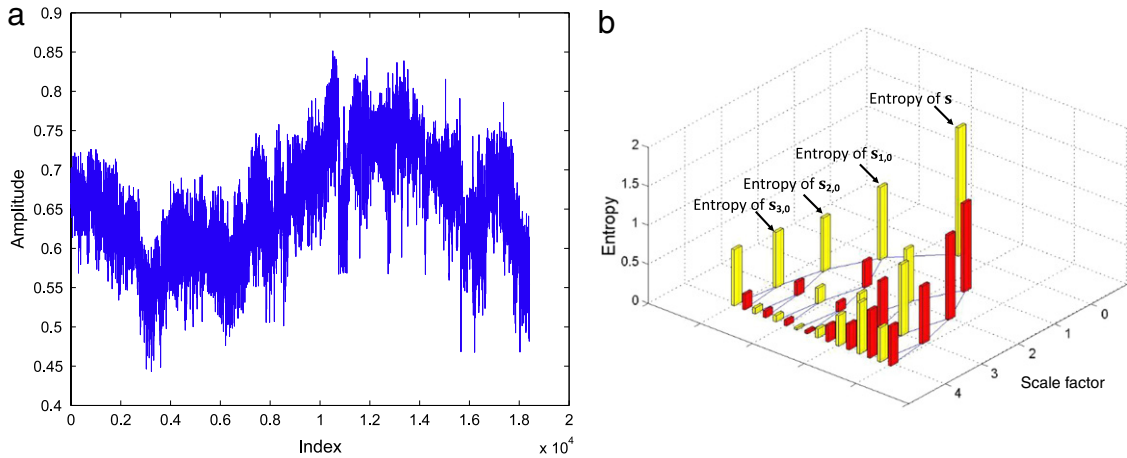 a
0.9
0.85
0.8
0.75
0.7
0.65
0.6
0.55
0.5
0.45
0.4
Amplitude
0 0.2 0.4 0.6 0.8 1 1.2 1.4 1.6 1.8 2
Index
x 10^4
b
Entropy of s
Entropy of s1,0
Entropy of s2,0
Entropy of s3,0
2
1.5
1
0.5
0
Entropy
0
1
2
3
4
Scale factor